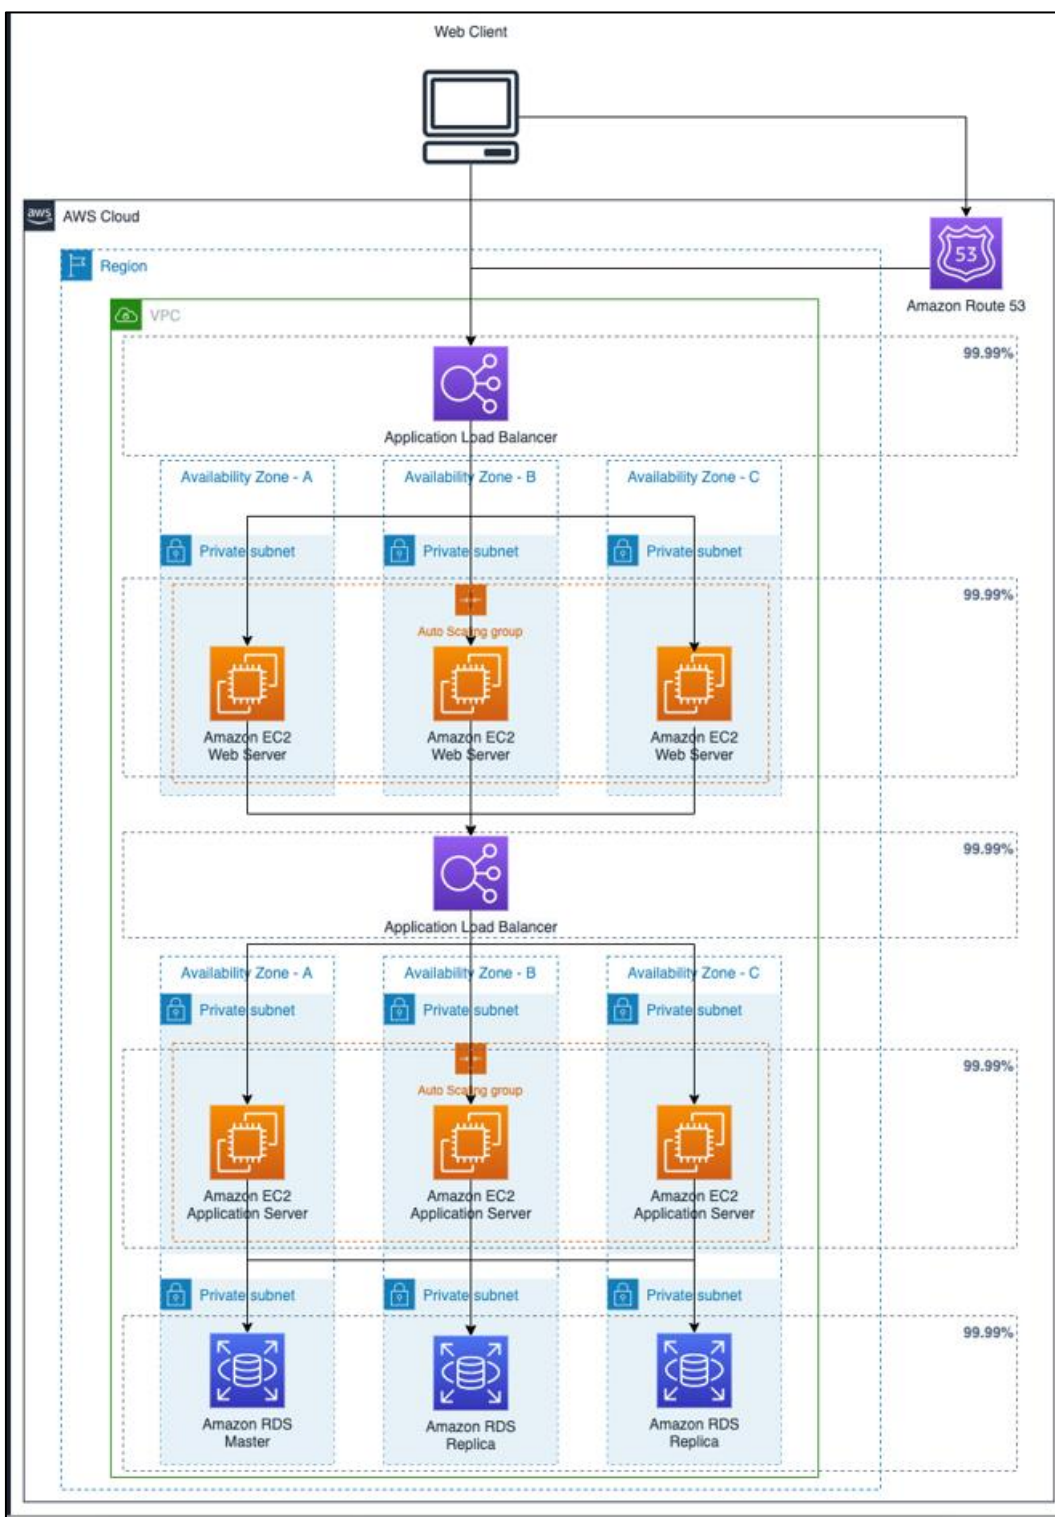 Web Client
aws
AWS Cloud
Region
53
Amazon Route 53
VPC
99.99%
Application Load Balancer
Availability Zone - A
Availability Zone - B
Availability Zone - C
Private subnet
Private subnet
Private subnet
99.99%
Auto Scaling group
Amazon EC2
Web Server
Amazon EC2
Web Server
Amazon EC2
Web Server
99.99%
Application Load Balancer
Availability Zone - A
Availability Zone - B
Availability Zone - C
Private subnet
Private subnet
Private subnet
99.99%
Auto Scaling group
Amazon EC2
Application Server
Amazon EC2
Application Server
Amazon EC2
Application Server
Private subnet
Private subnet
Private subnet
99.99%
Amazon RDS
Master
Amazon RDS
Replica
Amazon RDS
Replica